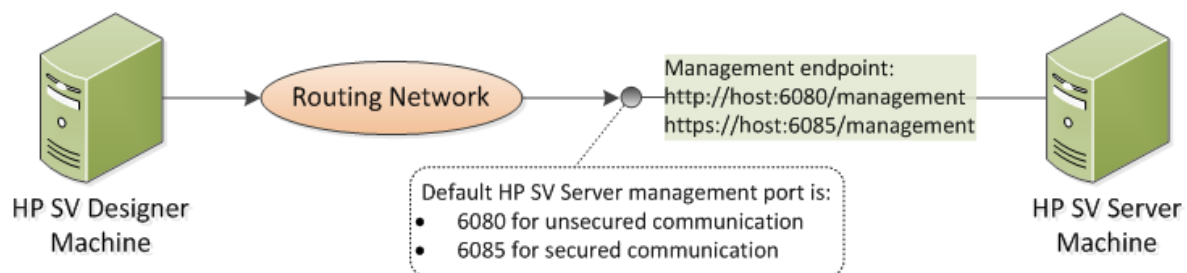 HP SV Designer
Machine
Routing Network
Management endpoint:
http://host:6080/management
https://host:6085/management
Default HP SV Server management port is:
• 6080 for unsecured communication
• 6085 for secured communication
HP SV Server
Machine